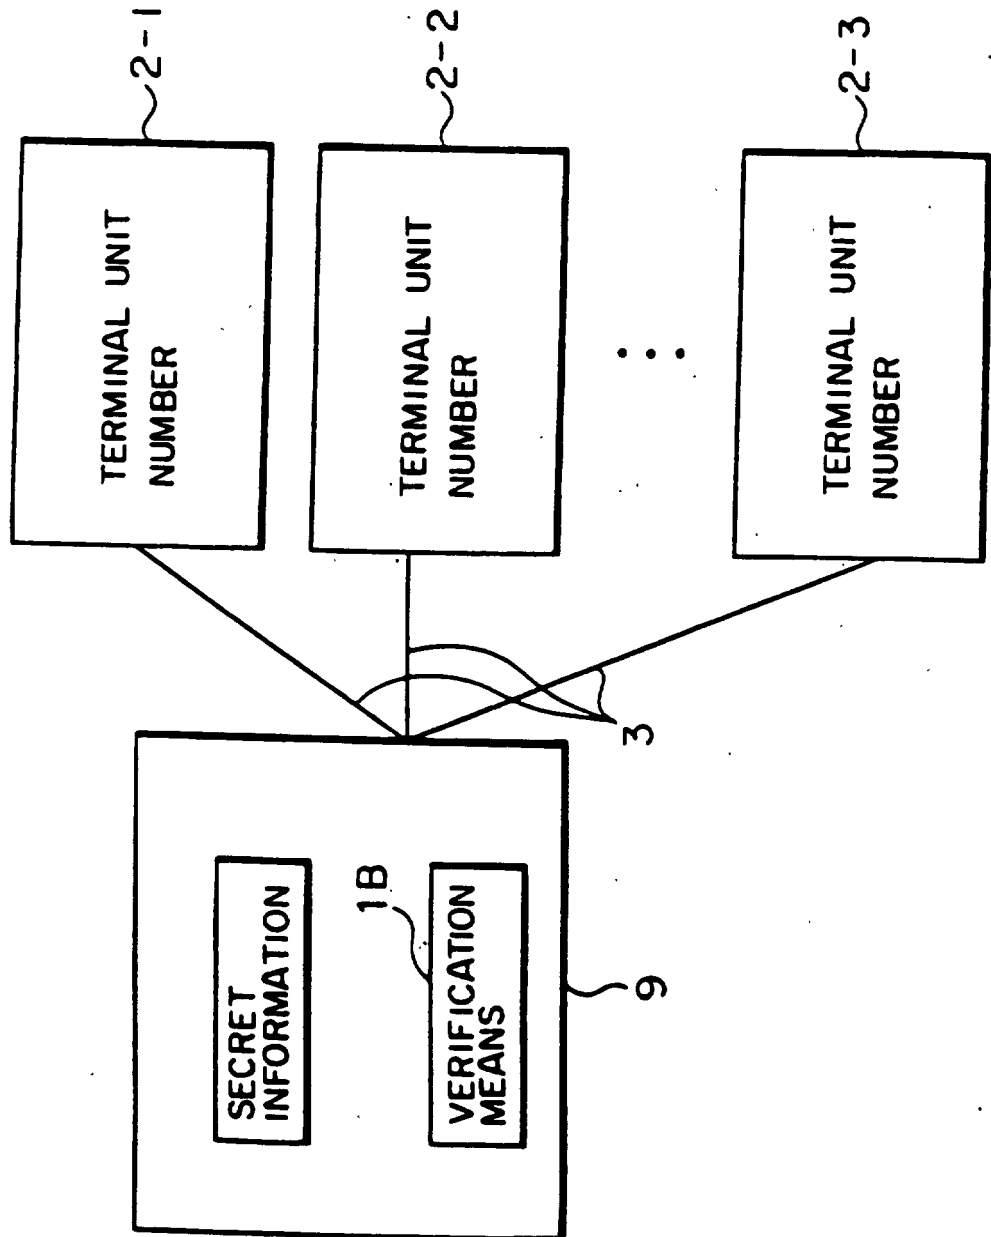 SECRET
INFORMATION
1B
VERIFICATION
MEANS
9
3
TERMINAL UNIT
NUMBER
2-1
TERMINAL UNIT
NUMBER
2-2
TERMINAL UNIT
NUMBER
2-3